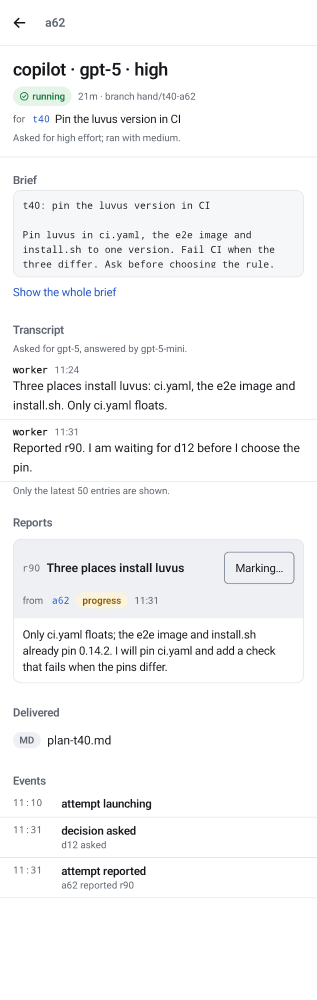 a62
copilot · gpt-5 · high
running 21m · branch hand/t40-a62
for t40 Pin the luvus version in CI
Asked for high effort; ran with medium.
Brief
t40: pin the luvus version in CI
Pin luvus in ci.yaml, the e2e image and
install.sh to one version. Fail CI when the
three differ. Ask before choosing the rule.
Show the whole brief
Transcript
Asked for gpt-5, answered by gpt-5-mini.
worker 11:24
Three places install luvus: ci.yaml, the e2e image and
install.sh. Only ci.yaml floats.
worker 11:31
Reported r90. I am waiting for d12 before I choose the
pin.
Only the latest 50 entries are shown.
Reports
r90 Three places install luvus Marking…
from a62 progress 11:31
Only ci.yaml floats; the e2e image and install.sh
already pin 0.14.2. I will pin ci.yaml and add a check
that fails when the pins differ.
Delivered
MD plan-t40.md
Events
11:10 attempt launching
11:31 decision asked
d12 asked
11:31 attempt reported
a62 reported r90